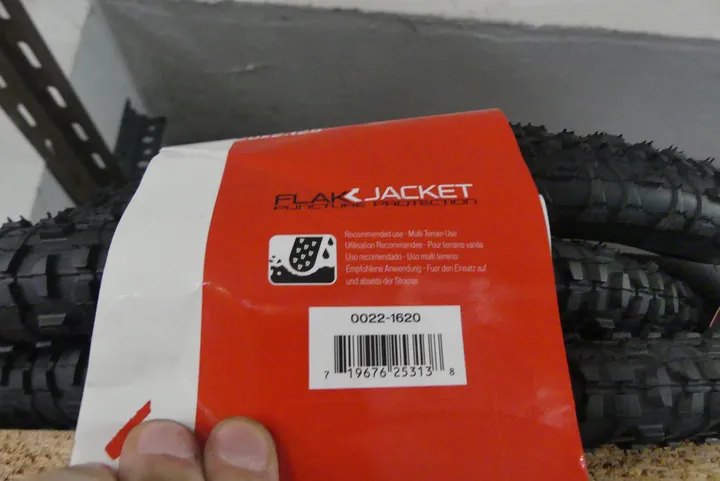 FLAK JACKET
PUNCTURE PROTECTION
Recommended use - Multi Terrain Use
Utilisation Recommandee - Pour terrains variés
Uso recomendado - Uso multi terreno
Empfohlene Anwendung - Fuer den Einsatz auf
und abseits der Strasse
0022-1620
7 19676 25313 8